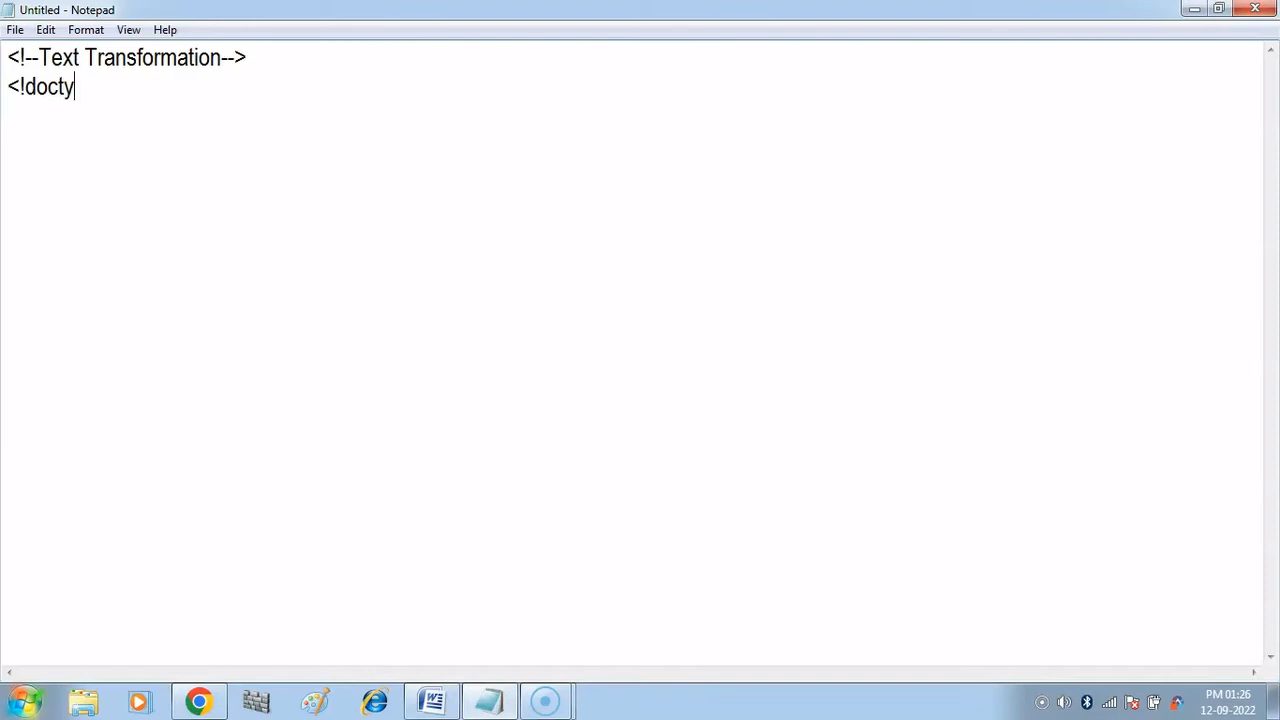 Untitled - Notepad
File Edit Format View Help
<!--Text Transformation-->
<!docty
PM 01:26
12-09-2022